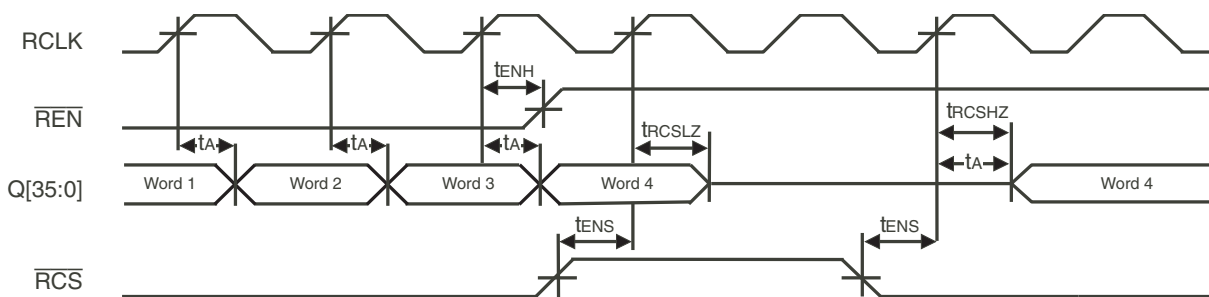 RCLK
tENH
REN
tRCSHZ
tRCSLZ
tA tA tA tA
Q[35:0] Word 1 Word 2 Word 3 Word 4 Word 4
tENS tENS
RCS